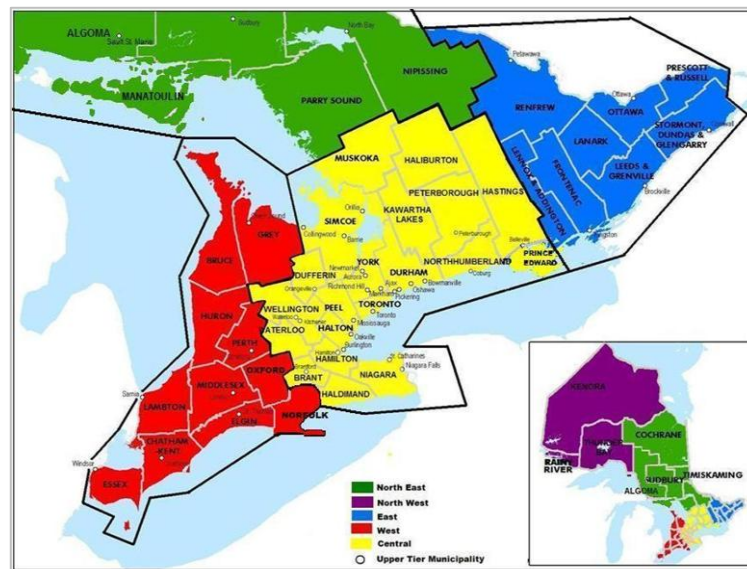 ALGOMA
Sudbury
North Bay
Sault St. Marie
MANATOULIN
PARRY SOUND
NIPISSING
Petawawa
PRESCOTT
& RUSSELL
Ottawa
OTTAWA
RENFREW
STORMONT,
DUNDAS &
GLENGARRY
Cornwall
LANARK
LEEDS &
GRENVILLE
Brockville
LENNOX & ADDINGTON
FRONTENAC
Kingston
MUSKOKA
HALIBURTON
PETERBOROUGH
HASTINGS
KAWARTHA
LAKES
SIMCOE
Orillia
Collingwood
Barrie
Peterborough
Belleville
PRINCE
EDWARD
NORTHHUMBERLAND
Coburg
YORK
Newmarket
Aurora
Richmond Hill
DURHAM
Ajax
Bowmanville
Oshawa
Pickering
Markham
DUFFERIN
Orangeville
TORONTO
Toronto
PEEL
Mississauga
WELLINGTON
Waterloo
Kitchener
WATERLOO
HALTON
Oakville
Burlington
Hamilton
HAMILTON
Brantford
BRANT
HALDIMAND
NIAGARA
St. Catharines
Niagara Falls
GREY
BRUCE
HURON
PERTH
OXFORD
MIDDLESEX
Sarnia
LAMBTON
ELGIN
NORFOLK
CHATHAM
-KENT
Windsor
ESSEX
North East
North West
East
West
Central
Upper Tier Municipality
KENORA
THUNDER
BAY
RAINY
RIVER
COCHRANE
TIMISKAMING
SUDBURY
ALGOMA